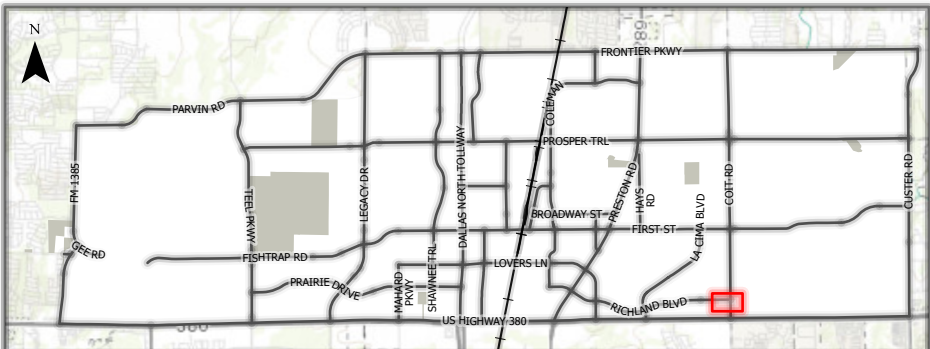 N
FRONTIER PKWY
289
PARVIN RD
COLEMAN
PROSPER TRL
FM 1385
TEEL PKWY
LEGACY DR
DALLAS NORTH TOLLWAY
PRESTON RD
HAYS
RD
LA CIMA BLVD
COIT RD
CUSTER RD
BROADWAY ST
FIRST ST
GEE RD
FISHTRAP RD
SHAWNEE TRL
LOVERS LN
MAHARD
PKWY
PRAIRIE DRIVE
RICHLAND BLVD
US HIGHWAY 380
380